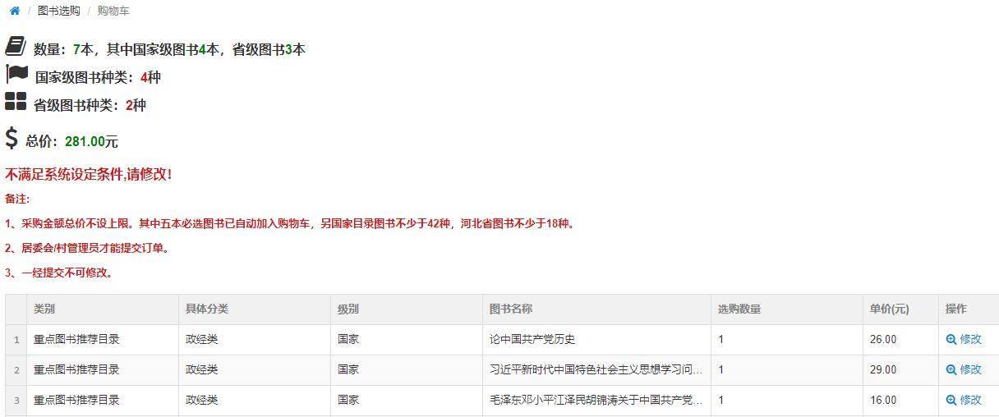 / 图书选购 / 购物车
数量：7本，其中国家级图书4本，省级图书3本
国家级图书种类：4种
省级图书种类：2种
总价：281.00元
不满足系统设定条件,请修改！
备注:
1、采购金额总价不设上限。其中五本必选图书已自动加入购物车，另国家目录图书不少于42种，河北省图书不少于18种。
2、居委会/村管理员才能提交订单。
3、一经提交不可修改。
类别 具体分类 级别 图书名称 选购数量 单价(元) 操作
1 重点图书推荐目录 政经类 国家 论中国共产党历史 1 26.00 修改
2 重点图书推荐目录 政经类 国家 习近平新时代中国特色社会主义思想学习问… 1 29.00 修改
3 重点图书推荐目录 政经类 国家 毛泽东邓小平江泽民胡锦涛关于中国共产党… 1 16.00 修改